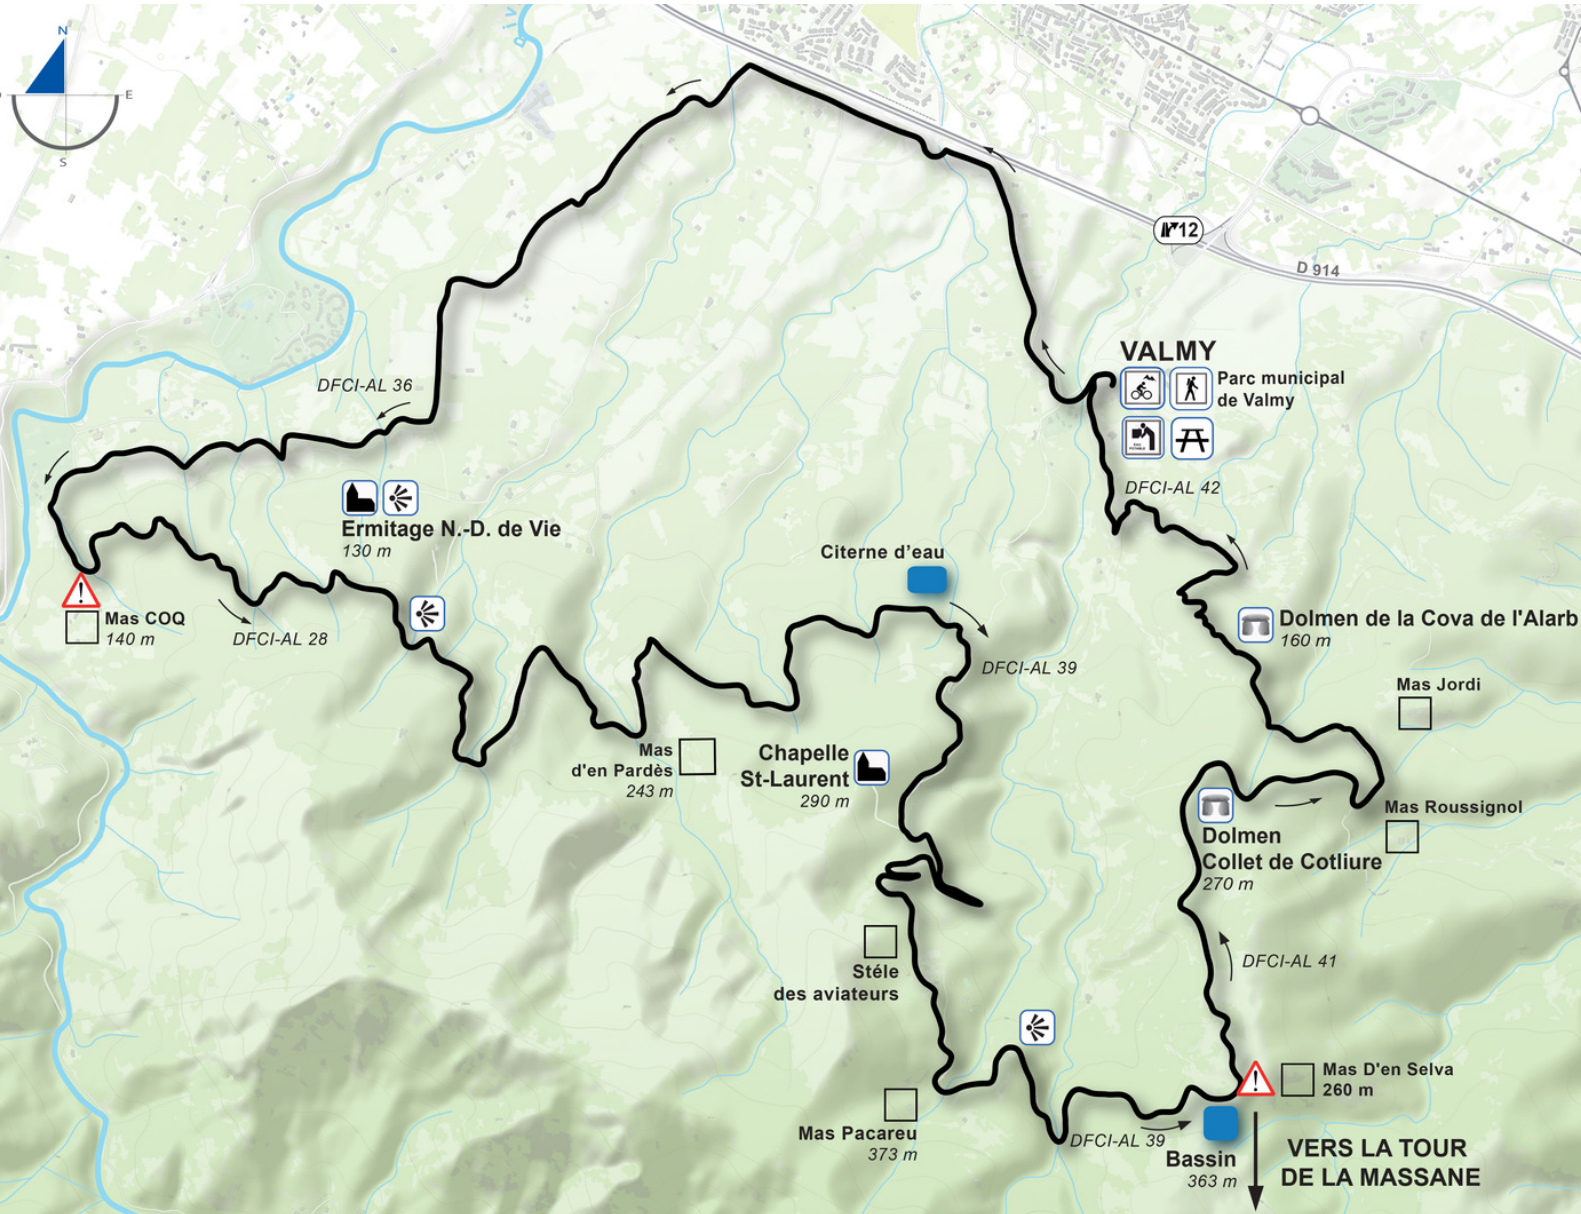 N
E
S
12
D 914
VALMY
Parc municipal
de Valmy
EAU
POTABLE
DFCI-AL 36
DFCI-AL 42
Ermitage N.-D. de Vie
130 m
Citerne d'eau
Mas COQ
140 m
DFCI-AL 28
Dolmen de la Cova de l'Alarb
160 m
DFCI-AL 39
Mas Jordi
Mas
d'en Pardès
243 m
Chapelle
St-Laurent
290 m
Mas Roussignol
Dolmen
Collet de Cotliure
270 m
Stéle
des aviateurs
DFCI-AL 41
Mas D'en Selva
260 m
Mas Pacareu
373 m
DFCI-AL 39
Bassin
363 m
VERS LA TOUR
DE LA MASSANE